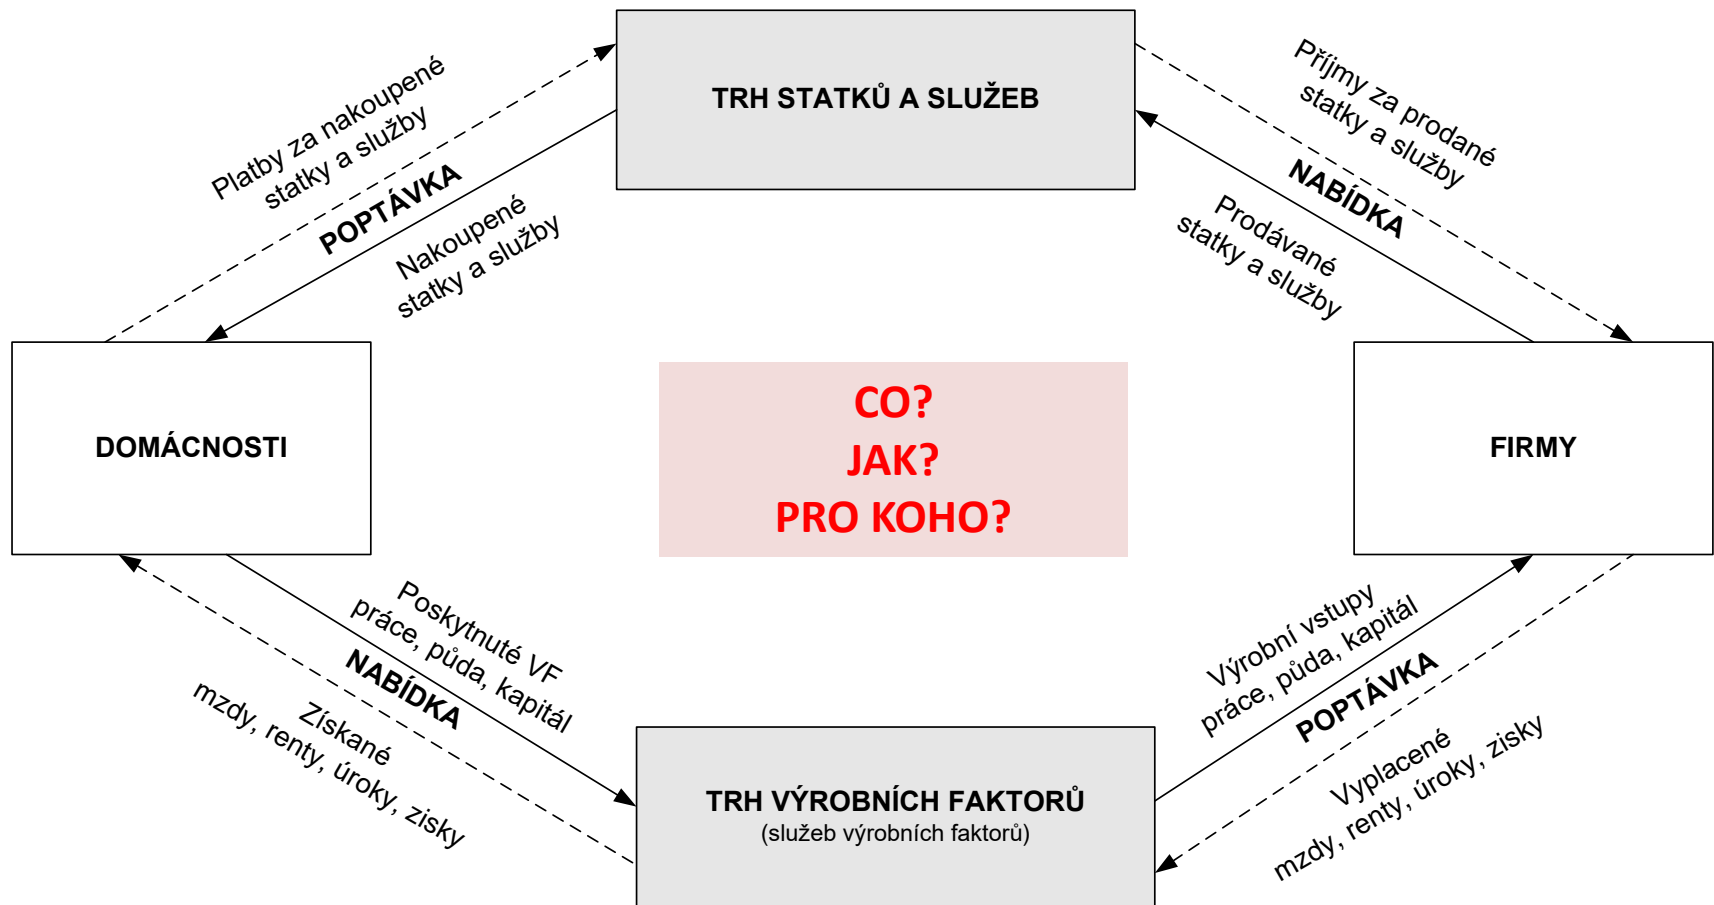 TRH STATKŮ A SLUŽEB
Platby za nakoupené
statky a služby
POPTÁVKA
Nakoupené
statky a služby
Příjmy za prodané
statky a služby
NABÍDKA
Prodávané
statky a služby
DOMÁCNOSTI
CO?
JAK?
PRO KOHO?
FIRMY
Poskytnuté VF
práce, půda, kapitál
NABÍDKA
Získané
mzdy, renty, úroky, zisky
Výrobní vstupy
práce, půda, kapitál
POPTÁVKA
Vyplacené
mzdy, renty, úroky, zisky
TRH VÝROBNÍCH FAKTORŮ
(služeb výrobních faktorů)